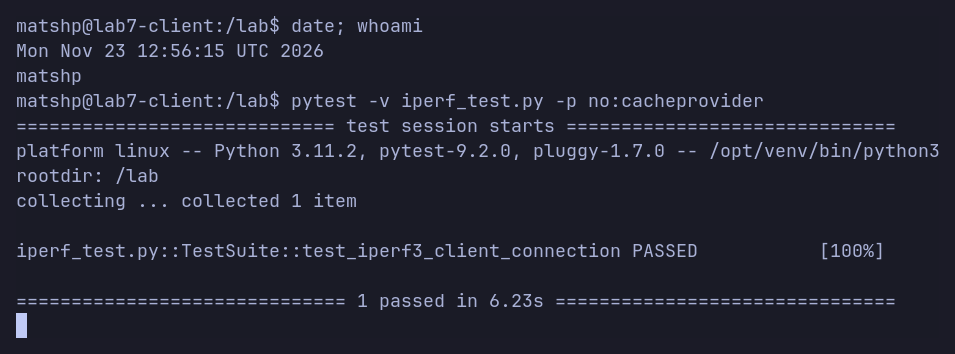 matshp@lab7-client:/lab$ date; whoami
Mon Nov 23 12:56:15 UTC 2026
matshp
matshp@lab7-client:/lab$ pytest -v iperf_test.py -p no:cacheprovider
============================= test session starts ==============================
platform linux -- Python 3.11.2, pytest-9.2.0, pluggy-1.7.0 -- /opt/venv/bin/python3
rootdir: /lab
collecting ... collected 1 item
iperf_test.py::TestSuite::test_iperf3_client_connection PASSED           [100%]
============================== 1 passed in 6.23s ===============================